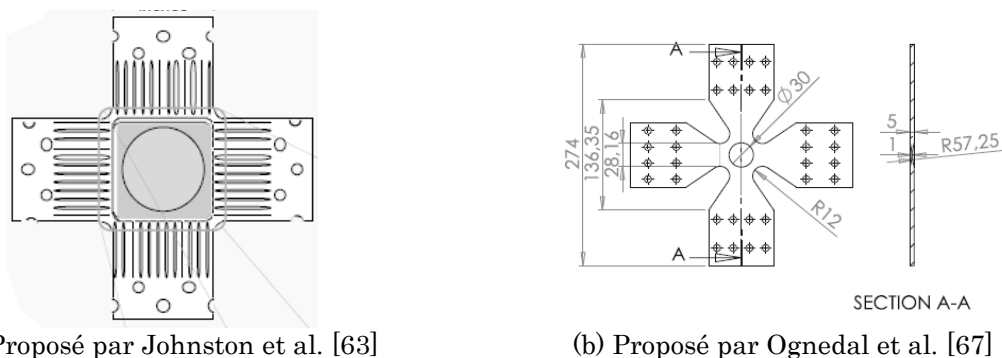 A
Φ30
274
136,35
28,16
5
1
R57,25
R12
A
SECTION A-A
Proposé par Johnston et al. [63]
(b) Proposé par Ognedal et al. [67]